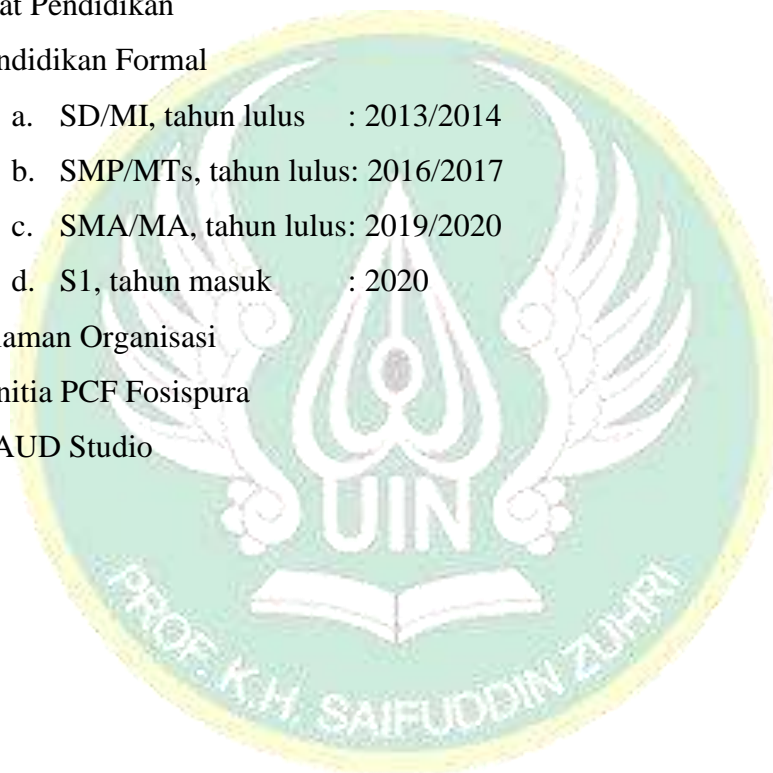 at Pendidikan
ndidikan Formal
a. SD/MI, tahun lulus : 2013/2014
b. SMP/MTs, tahun lulus: 2016/2017
c. SMA/MA, tahun lulus: 2019/2020
d. S1, tahun masuk : 2020
laman Organisasi
nitia PCF Fosispura
AUD Studio
UIN
PROF. K.H. SAIFUDDIN ZUHRI